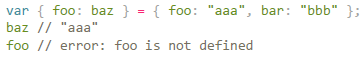 var { foo: baz } = { foo: "aaa", bar: "bbb" };
baz // "aaa"
foo // error: foo is not defined